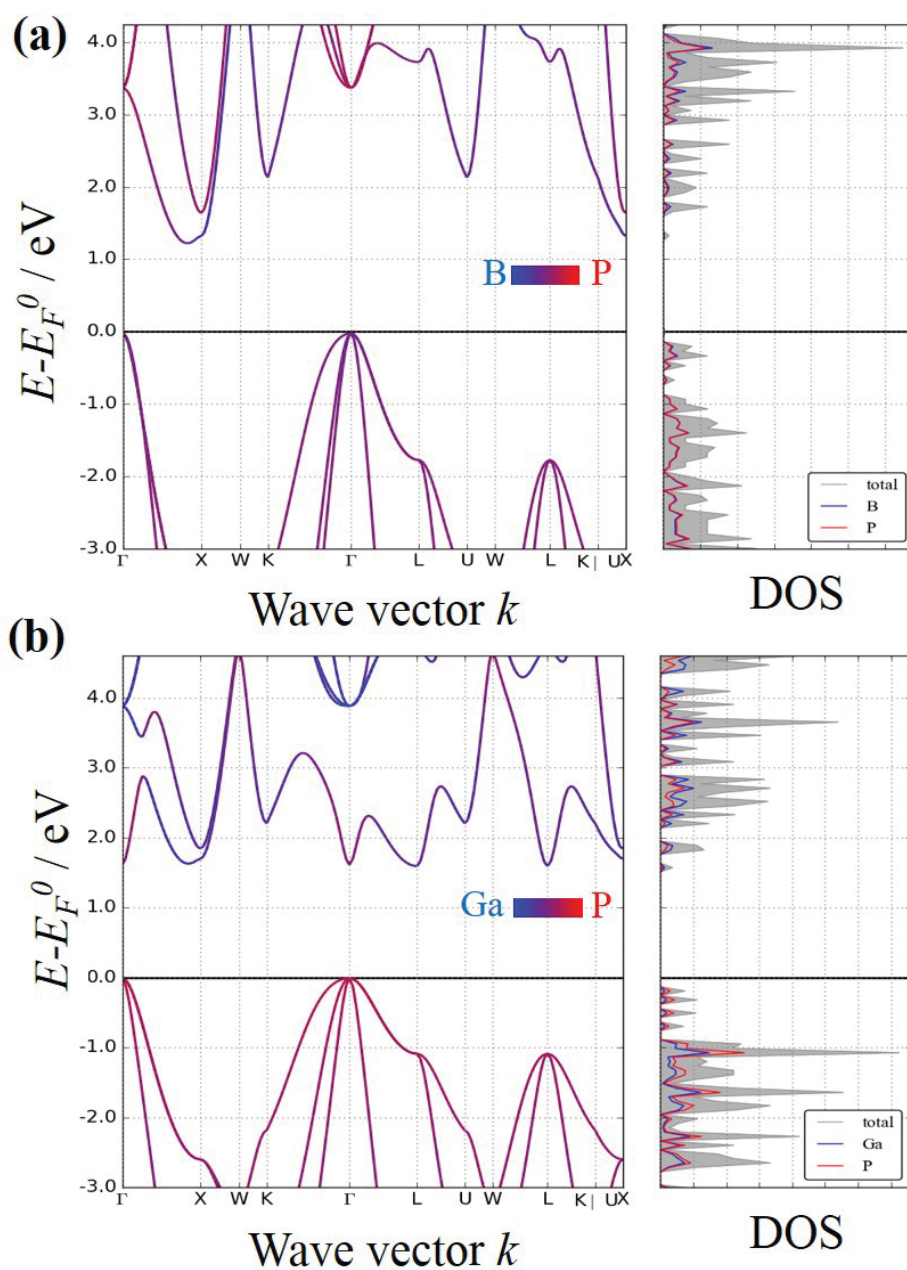 (a)
4.0
3.0
2.0
1.0
0.0
-1.0
-2.0
-3.0
E-E_F^0 / eV
B P
Γ X W K Γ L U W L K | U X
Wave vector k
total
B
P
DOS
(b)
4.0
3.0
2.0
1.0
0.0
-1.0
-2.0
-3.0
E-E_F^0 / eV
Ga P
Γ X W K Γ L U W L K | U X
Wave vector k
total
Ga
P
DOS